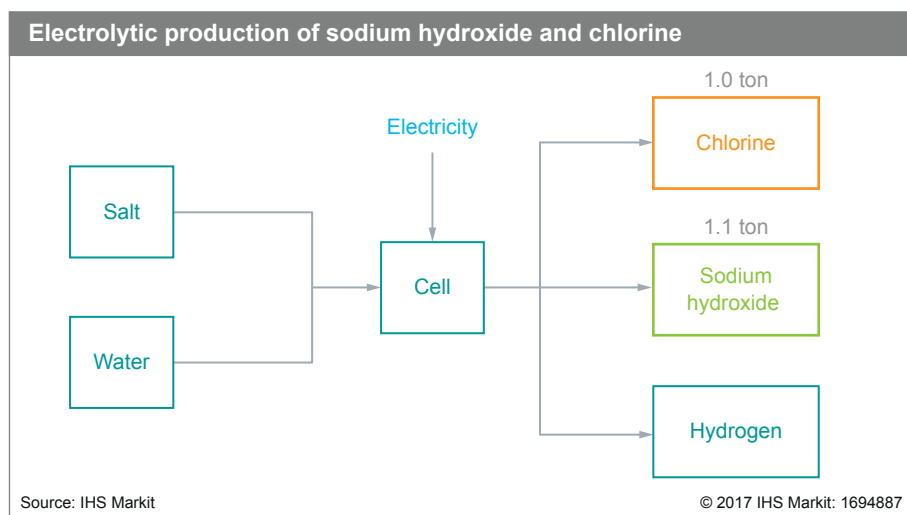 Electrolytic production of sodium hydroxide and chlorine
1.0 ton
Electricity
Chlorine
Salt
1.1 ton
Cell
Sodium
hydroxide
Water
Hydrogen
Source: IHS Markit
© 2017 IHS Markit: 1694887